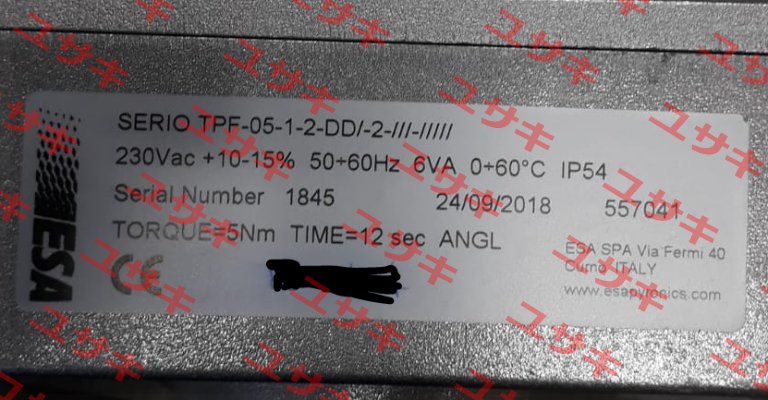 SERIO TPF-05-1-2-DD/-2-///-/////
230Vac +10-15% 50÷60Hz 6VA 0÷60°C IP54
Serial Number 1845 24/09/2018 557041
TORQUE=5Nm TIME=12 sec ANGL
ESA SPA Via Fermi 40
Curno ITALY
www.esapyronics.com
CE
ESA
ユサキ